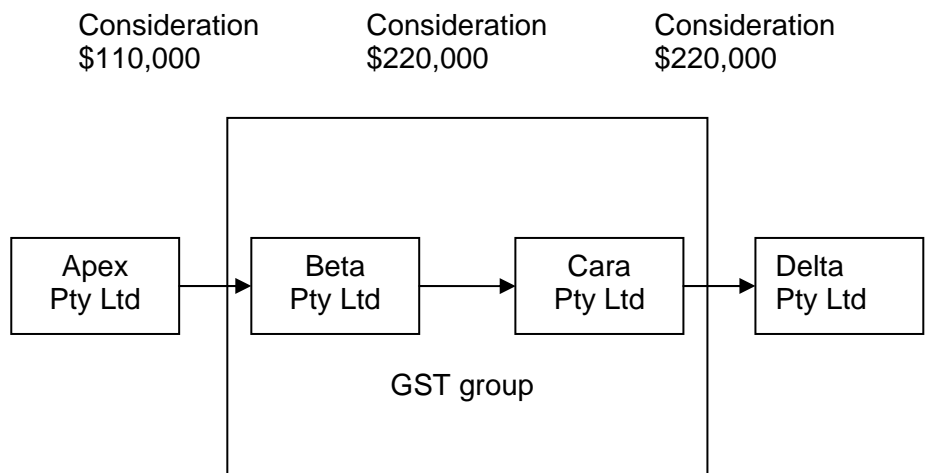 Consideration
$110,000
Consideration
$220,000
Consideration
$220,000
Apex
Pty Ltd
Beta
Pty Ltd
Cara
Pty Ltd
Delta
Pty Ltd
GST group